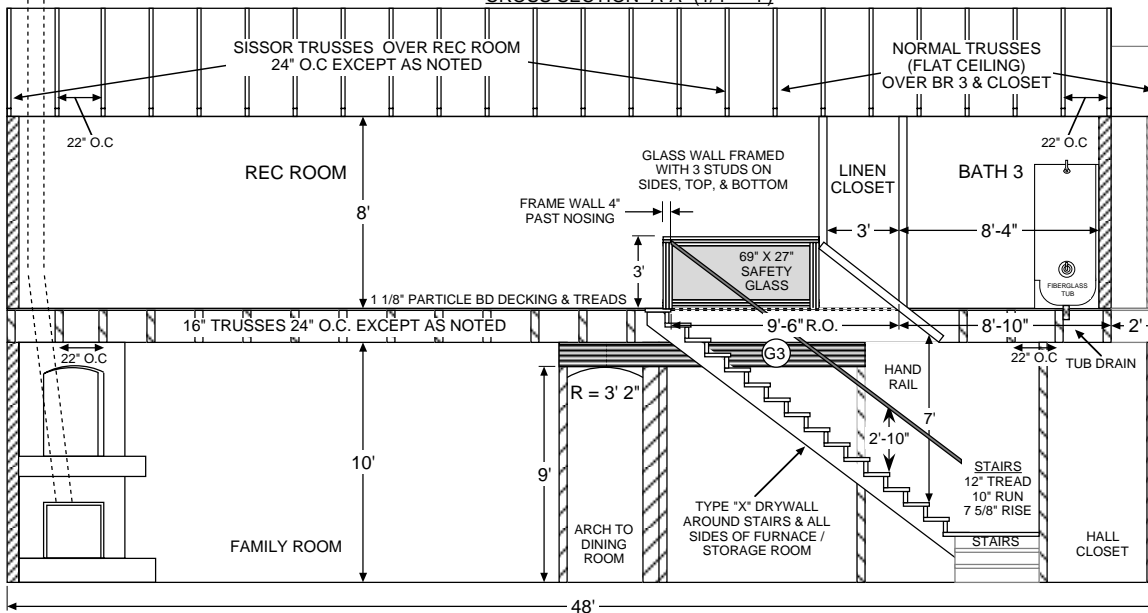 CROSS SECTION "A-A" (1/4" = 1')
SISSOR TRUSSES OVER REC ROOM
24" O.C EXCEPT AS NOTED
NORMAL TRUSSES
(FLAT CEILING)
OVER BR 3 & CLOSET
22" O.C
22" O.C
REC ROOM
8'
GLASS WALL FRAMED
WITH 3 STUDS ON
SIDES, TOP, & BOTTOM
FRAME WALL 4"
PAST NOSING
LINEN
CLOSET
BATH 3
3'
8'-4"
3'
69" X 27"
SAFETY
GLASS
FIBERGLASS
TUB
1 1/8" PARTICLE BD DECKING & TREADS
16" TRUSSES 24" O.C. EXCEPT AS NOTED
9'-6" R.O.
8'-10"
2'
22" O.C
22" O.C
TUB DRAIN
G3
R = 3' 2"
HAND
RAIL
7'
2'-10"
10'
9'
STAIRS
12" TREAD
10" RUN
7 5/8" RISE
TYPE "X" DRYWALL
AROUND STAIRS & ALL
SIDES OF FURNACE /
STORAGE ROOM
FAMILY ROOM
ARCH TO
DINING
ROOM
STAIRS
HALL
CLOSET
48'